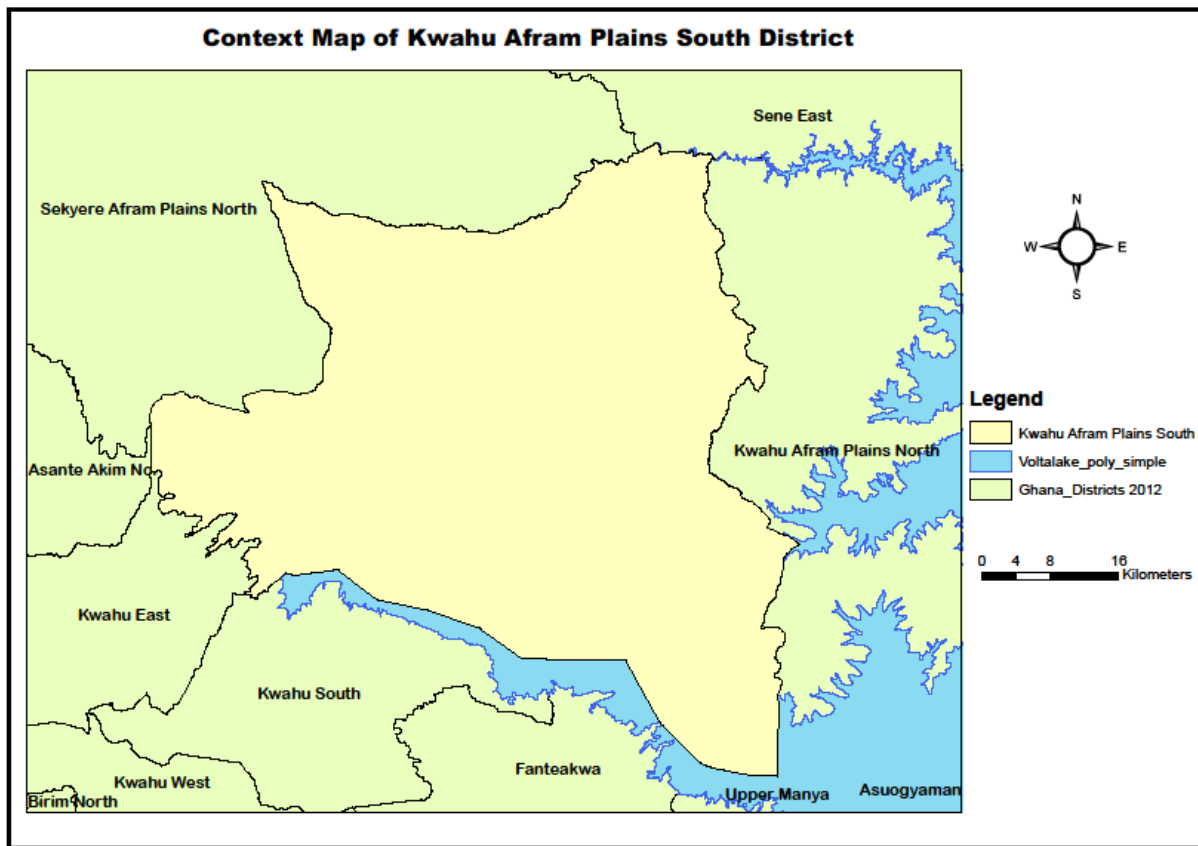 Context Map of Kwahu Afram Plains South District
Sene East
Sekyere Afram Plains North
N
W
E
S
Legend
Kwahu Afram Plains South
Voltalake_poly_simple
Ghana_Districts 2012
Kwahu Afram Plains North
Asante Akim No
0 4 8 16
Kilometers
Kwahu East
Kwahu South
Fanteakwa
Kwahu West
Birim North
Upper Manya
Asuogyaman